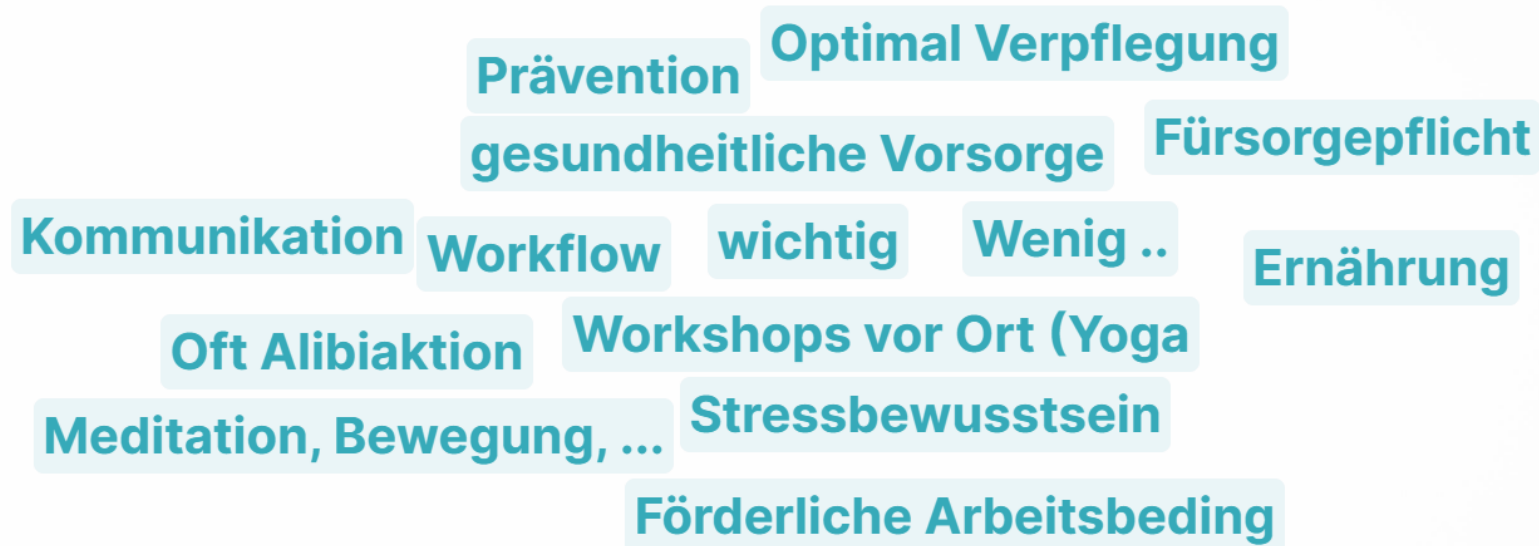 Optimal Verpflegung
Prävention
Fürsorgepflicht
gesundheitliche Vorsorge
Kommunikation
Workflow
wichtig
Wenig ..
Ernährung
Oft Alibiaktion
Workshops vor Ort (Yoga
Meditation, Bewegung, ...
Stressbewusstsein
Förderliche Arbeitsbeding